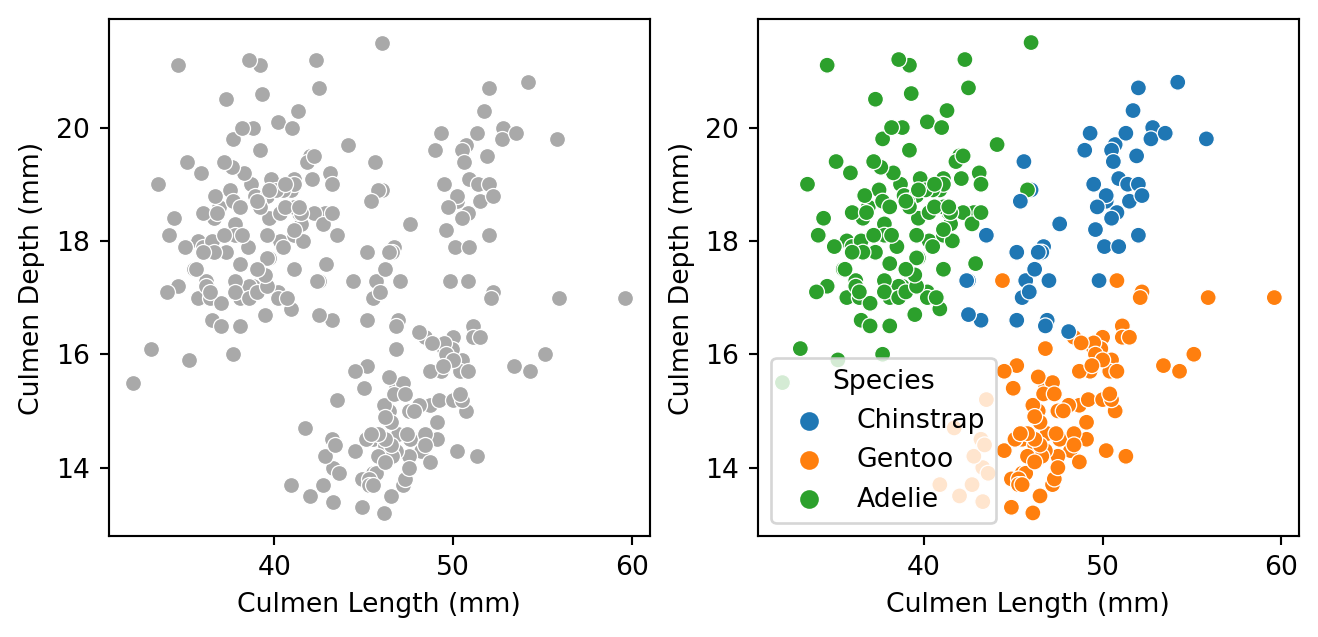 20
18
16
14
Culmen Depth (mm)
40
50
60
Culmen Length (mm)
20
18
16
14
Culmen Depth (mm)
Species
Chinstrap
Gentoo
Adelie
40
50
60
Culmen Length (mm)